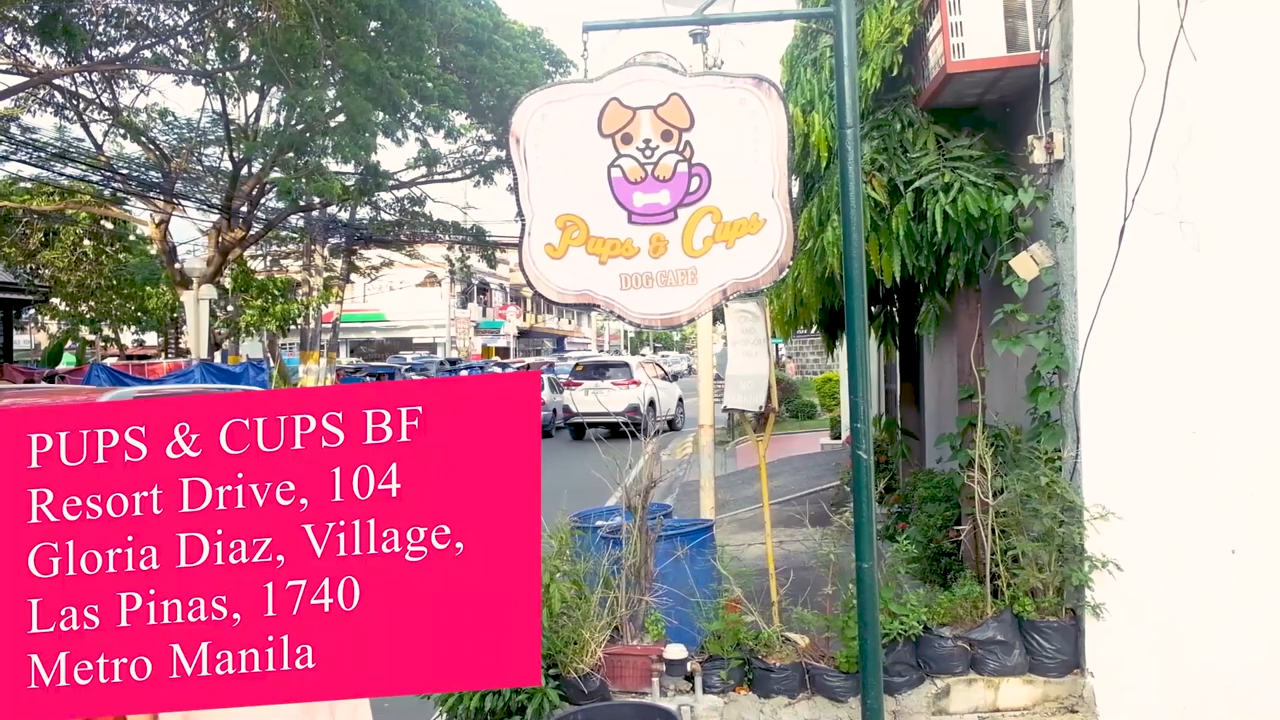 Pups & Cups
DOG CAFE
PUPS & CUPS BF
Resort Drive, 104
Gloria Diaz, Village,
Las Pinas, 1740
Metro Manila